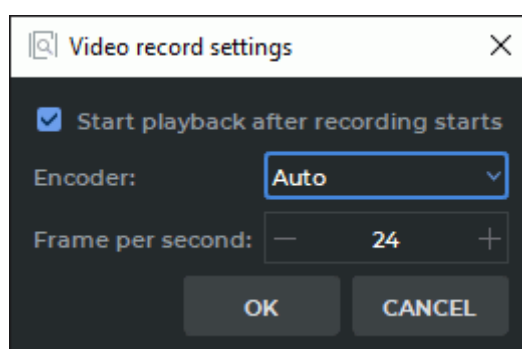 Video record settings
Start playback after recording starts
Encoder: Auto
Frame per second: — 24 +
OK CANCEL